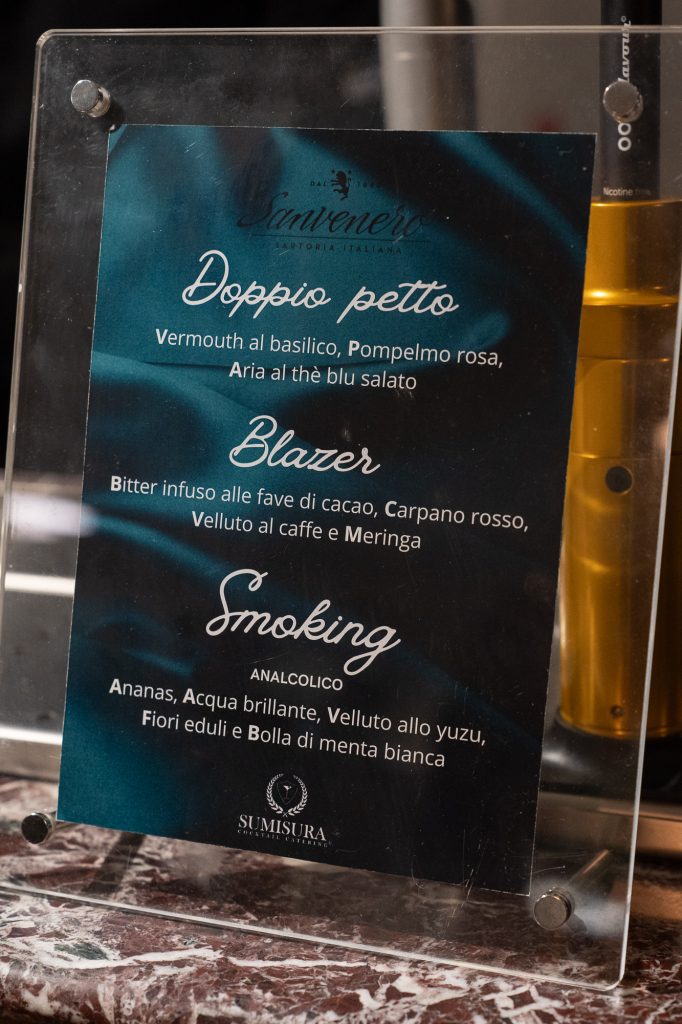 DAL
Sanvenero
SARTORIA ITALIANA
Doppio petto
Vermouth al basilico, Pompelmo rosa,
Aria al thè blu salato
Blazer
Bitter infuso alle fave di cacao, Carpano rosso,
Velluto al caffe e Meringa
Smoking
ANALCOLICO
Ananas, Acqua brillante, Velluto allo yuzu,
Fiori eduli e Bolla di menta bianca
SUMISURA
COCKTAIL CATERING
Nicotine